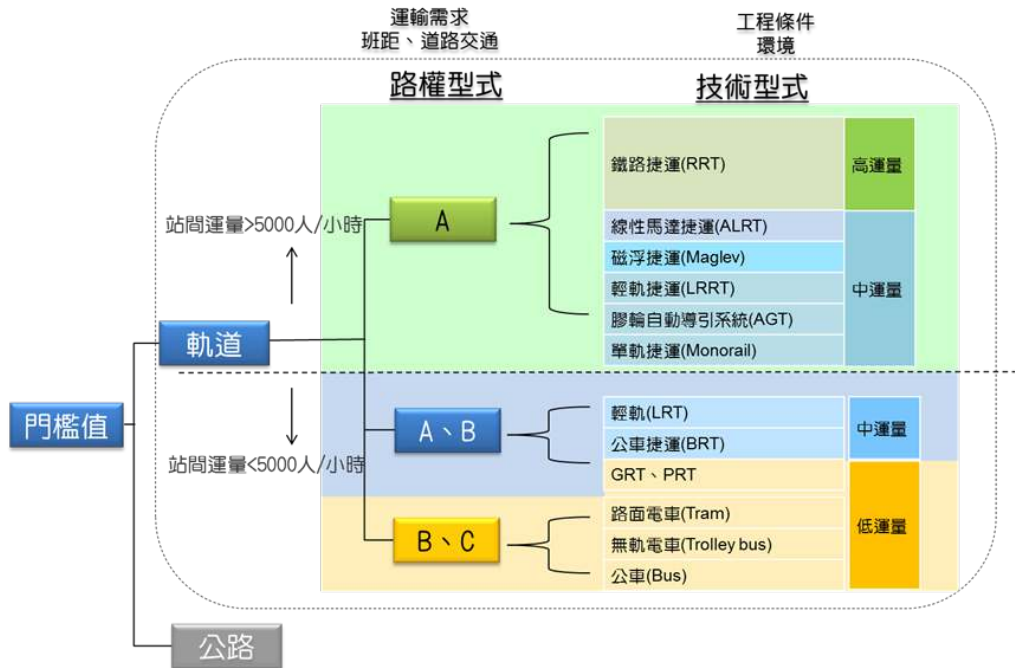 運輸需求
班距、道路交通
工程條件
環境
路權型式
技術型式
鐵路捷運(RRT)
高運量
A
站間運量>5000人/小時
線性馬達捷運(ALRT)
磁浮捷運(Maglev)
輕軌捷運(LRRT)
中運量
膠輪自動導引系統(AGT)
軌道
單軌捷運(Monorail)
門檻值
A、B
輕軌(LRT)
中運量
公車捷運(BRT)
站間運量<5000人/小時
GRT、PRT
B、C
路面電車(Tram)
低運量
無軌電車(Trolley bus)
公車(Bus)
公路